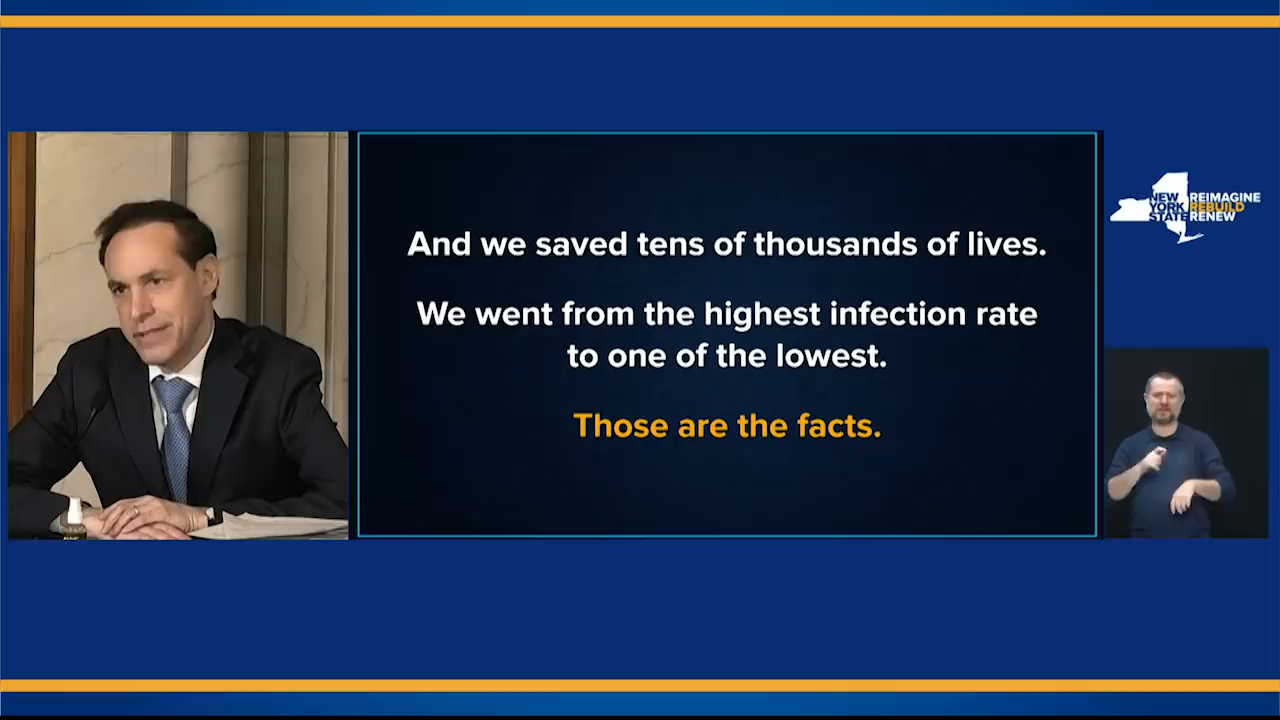 And we saved tens of thousands of lives.
We went from the highest infection rate
to one of the lowest.
Those are the facts.
NEW
YORK
STATE
REIMAGINE
REBUILD
RENEW